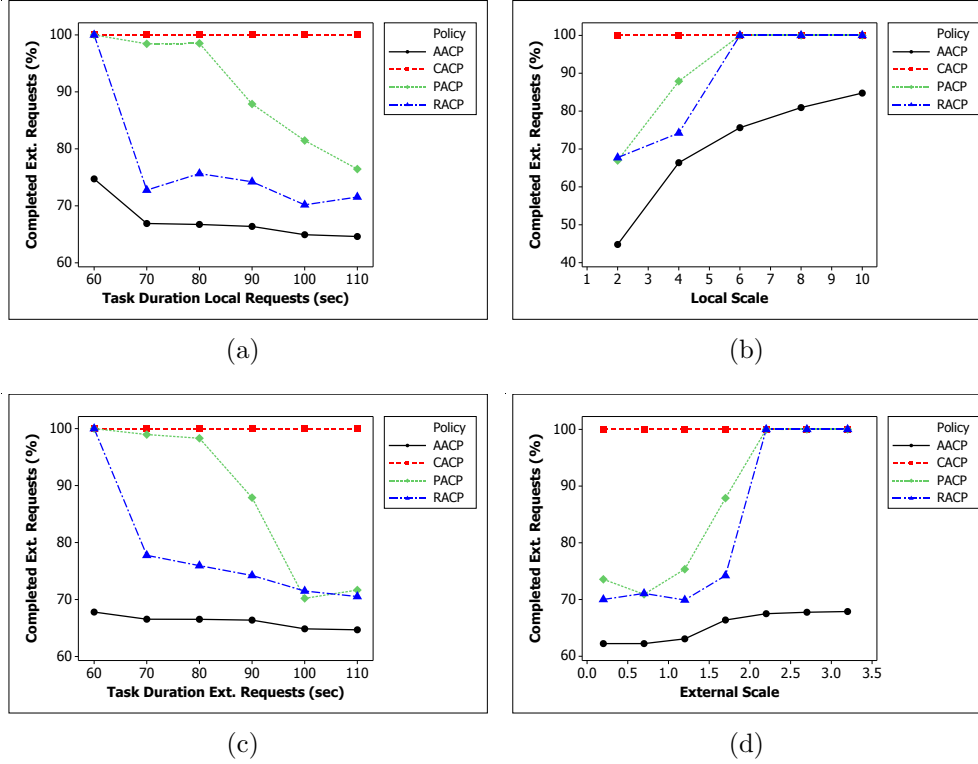 Completed Ext. Requests (%)
100
90
80
70
60
60 70 80 90 100 110
Task Duration Local Requests (sec)
Policy
AACP
CACP
PACP
RACP
(a)
Completed Ext. Requests (%)
100
90
80
70
60
50
40
1 2 3 4 5 6 7 8 9 10
Local Scale
Policy
AACP
CACP
PACP
RACP
(b)
Completed Ext. Requests (%)
100
90
80
70
60
60 70 80 90 100 110
Task Duration Ext. Requests (sec)
Policy
AACP
CACP
PACP
RACP
(c)
Completed Ext. Requests (%)
100
90
80
70
60
0.0 0.5 1.0 1.5 2.0 2.5 3.0 3.5
External Scale
Policy
AACP
CACP
PACP
RACP
(d)